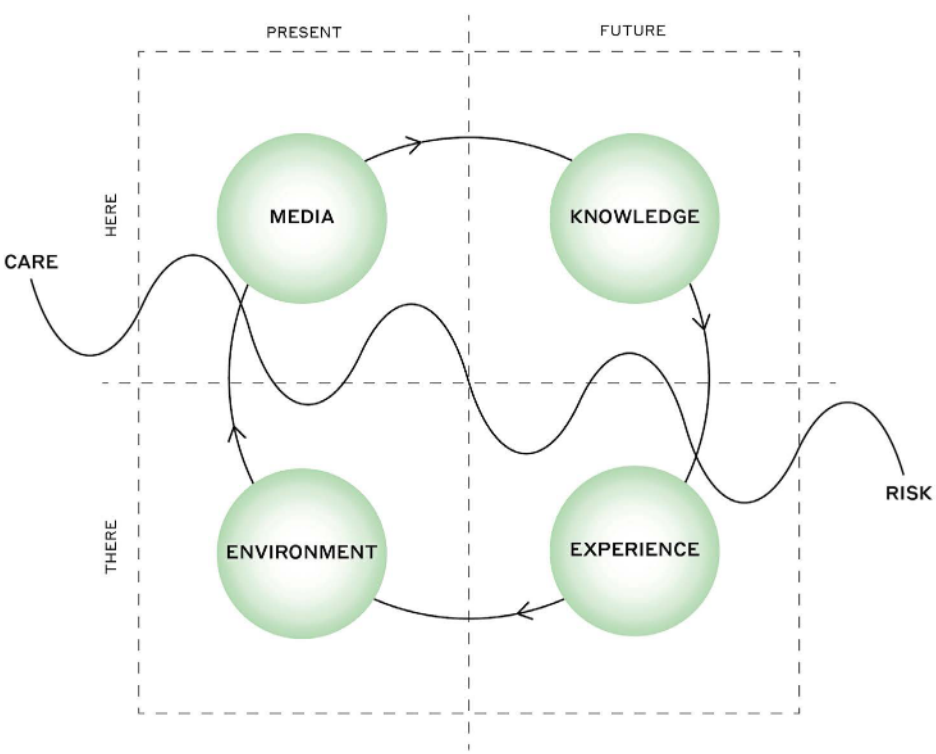 PRESENT
FUTURE
HERE
MEDIA
KNOWLEDGE
CARE
RISK
THERE
ENVIRONMENT
EXPERIENCE